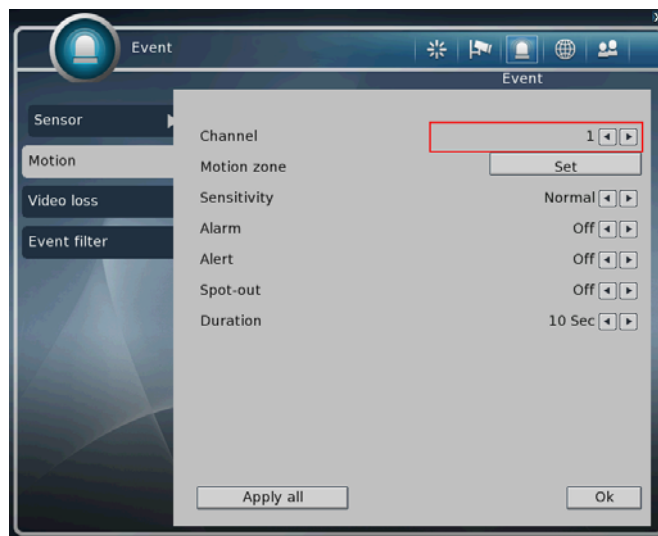 Event
Event
Sensor
Motion
Video loss
Event filter
Channel 1
Motion zone Set
Sensitivity Normal
Alarm Off
Alert Off
Spot-out Off
Duration 10 Sec
Apply all Ok